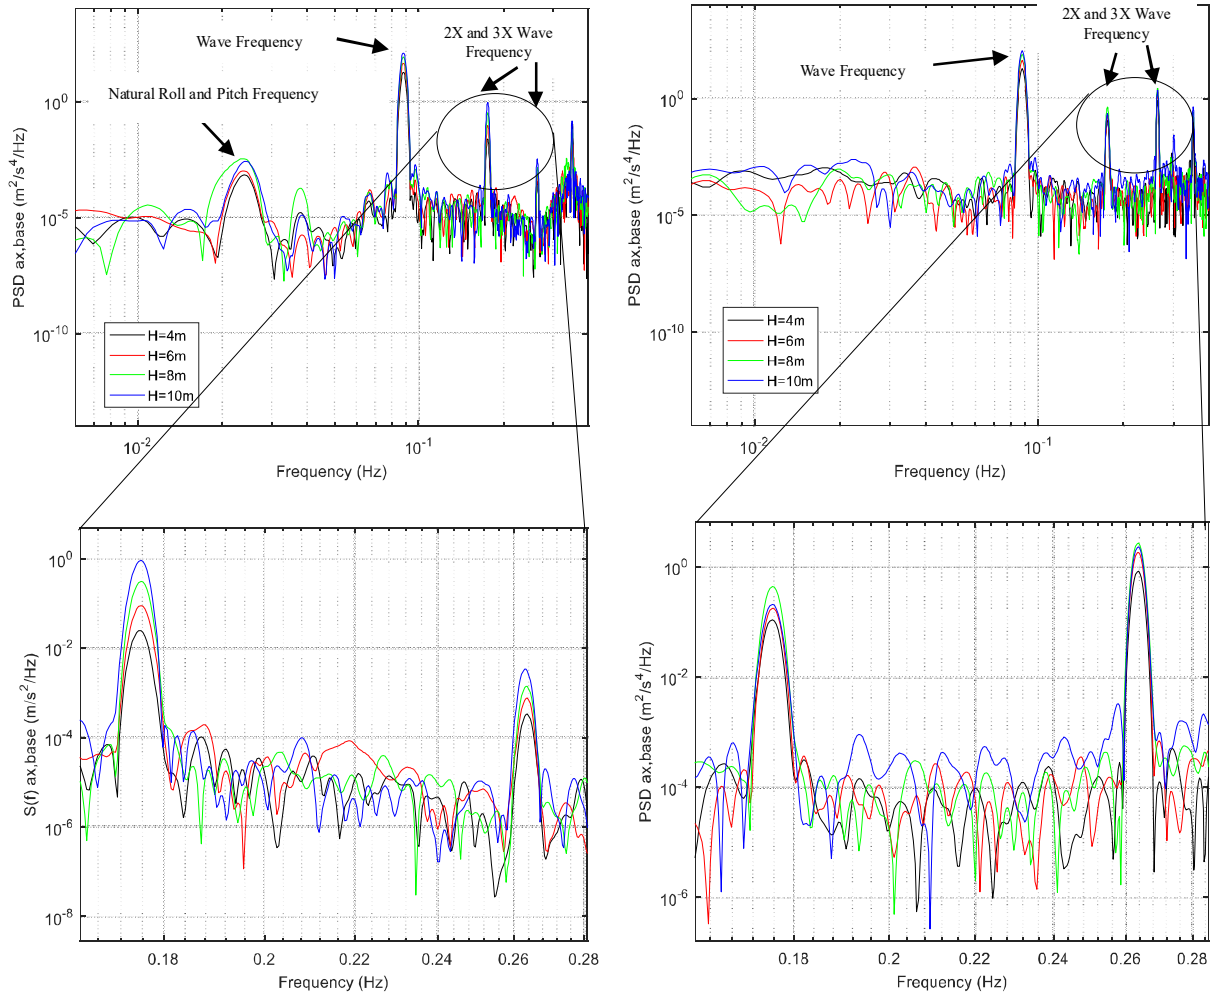 Wave Frequency
2X and 3X Wave
Frequency
Natural Roll and Pitch Frequency
10^0
10^-5
10^-10
PSD ax,base (m^2/s^4/Hz)
H=4m
H=6m
H=8m
H=10m
10^-2
10^-1
Frequency (Hz)
2X and 3X Wave
Frequency
Wave Frequency
10^0
10^-5
10^-10
PSD ax,base (m^2/s^4/Hz)
H=4m
H=6m
H=8m
H=10m
10^-2
10^-1
Frequency (Hz)
10^0
10^-2
10^-4
10^-6
10^-8
S(f) ax,base (m/s^2/Hz)
0.18 0.2 0.22 0.24 0.26 0.28
Frequency (Hz)
10^0
10^-2
10^-4
10^-6
PSD ax,base (m^2/s^4/Hz)
0.18 0.2 0.22 0.24 0.26 0.28
Frequency (Hz)